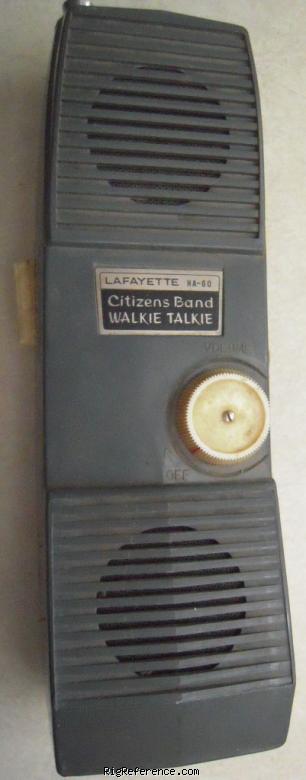 LAFAYETTE HA-60
Citizens Band
WALKIE TALKIE
VOLUME
OFF
RigReference.com